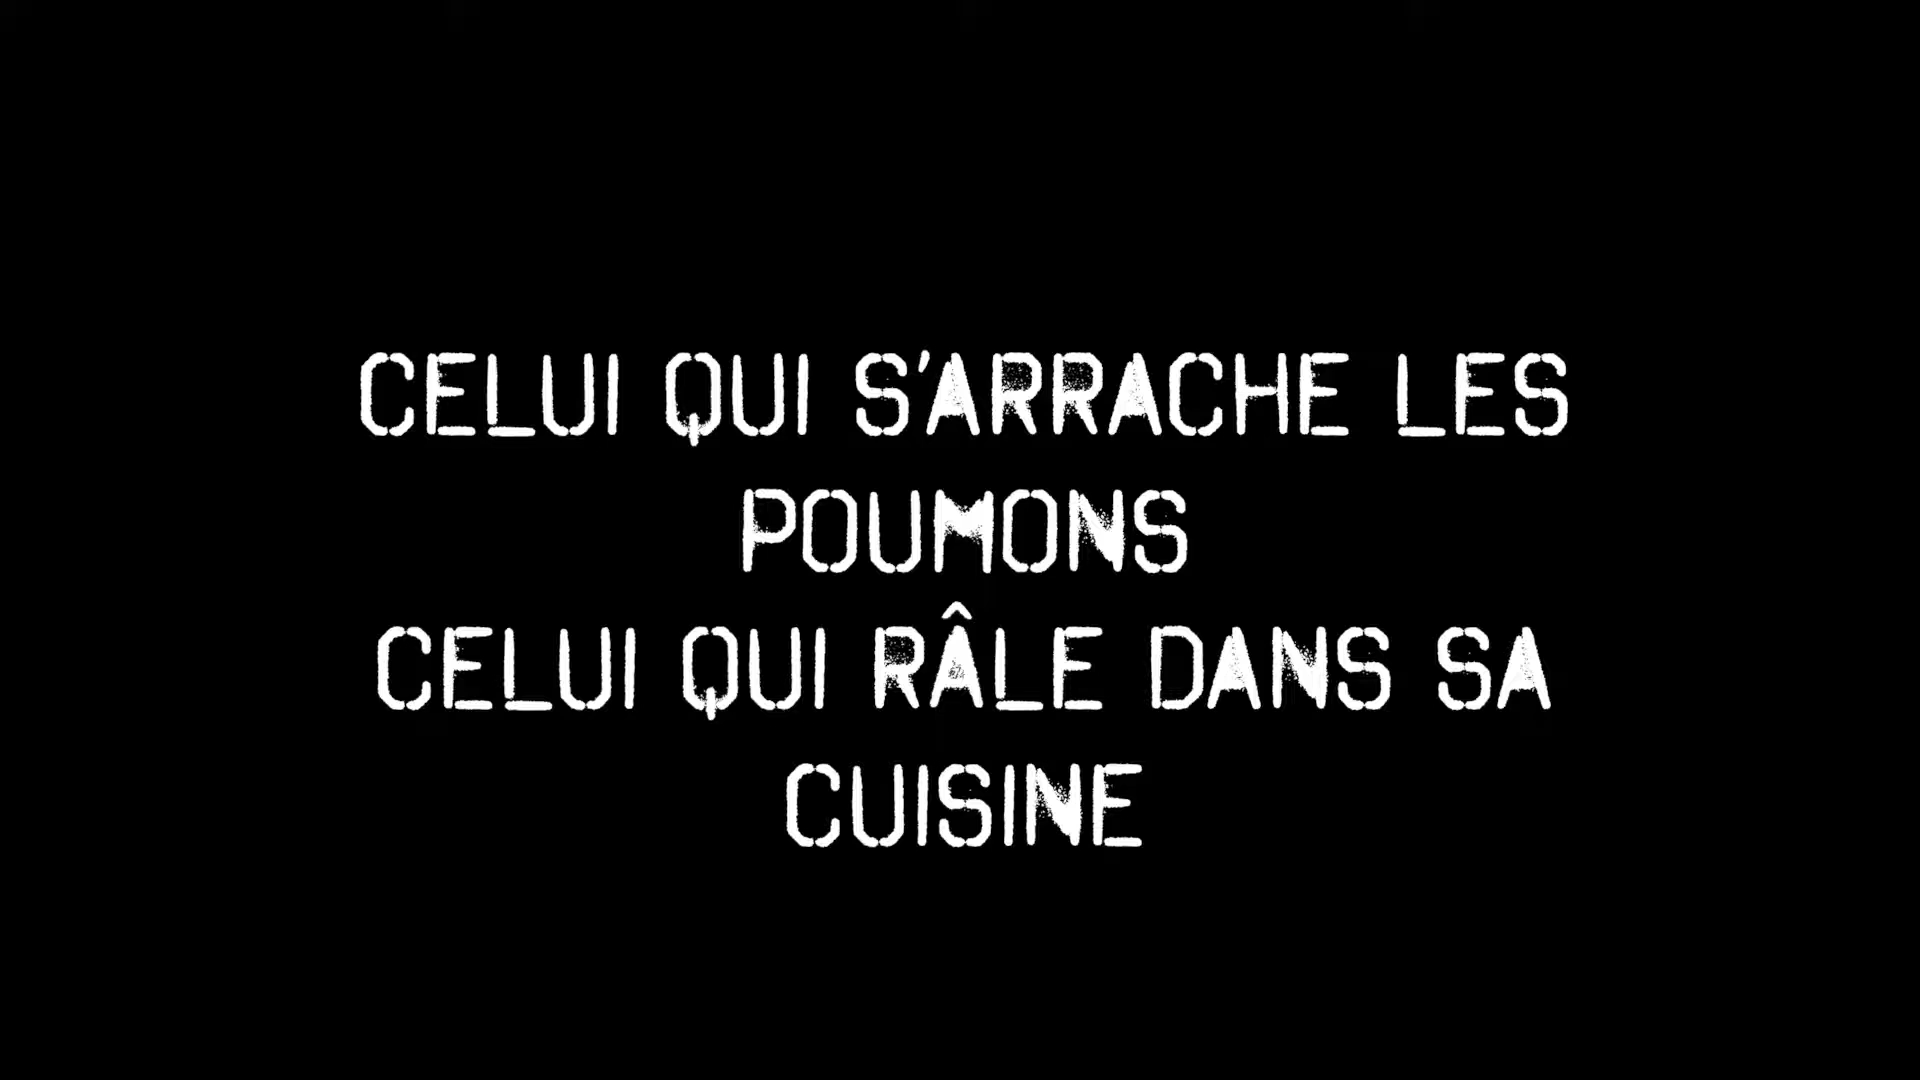 CELUI QUI S'ARRACHE LES
POUMONS
CELUI QUI RÂLE DANS SA
CUISINE